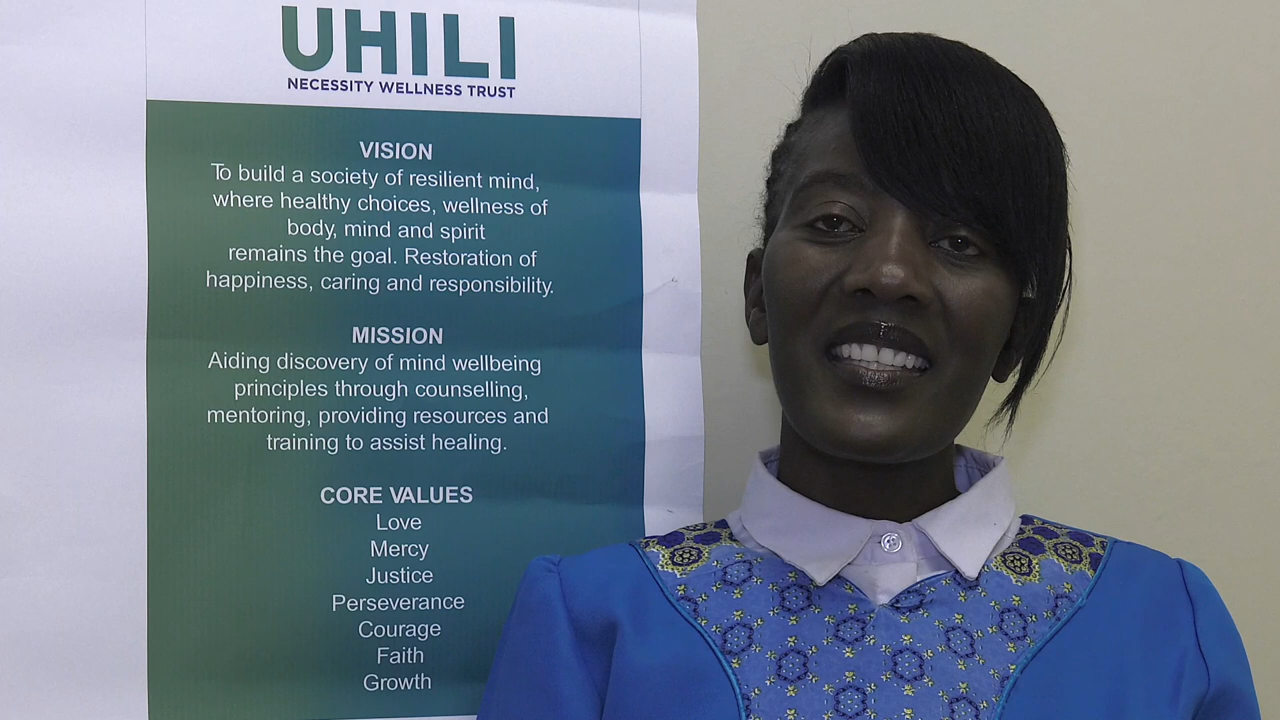 UHILI
NECESSITY WELLNESS TRUST
VISION
To build a society of resilient mind,
where healthy choices, wellness of
body, mind and spirit
remains the goal. Restoration of
happiness, caring and responsibility.
MISSION
Aiding discovery of mind wellbeing
principles through counselling,
mentoring, providing resources and
training to assist healing.
CORE VALUES
Love
Mercy
Justice
Perseverance
Courage
Faith
Growth